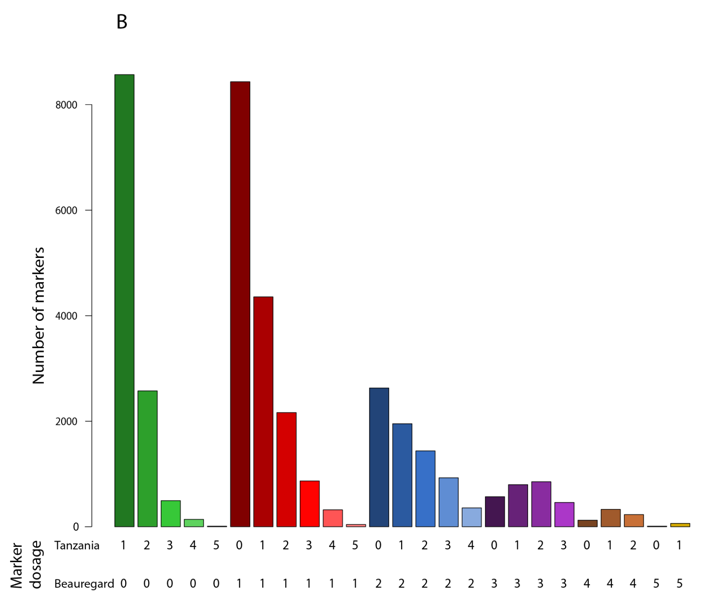 B
8000
6000
4000
2000
0
Number of markers
Marker
dosage
Tanzania 1 2 3 4 5 0 1 2 3 4 5 0 1 2 3 4 0 1 2 3 0 1 2 0 1
Beauregard 0 0 0 0 0 1 1 1 1 1 1 2 2 2 2 2 3 3 3 3 4 4 4 5 5